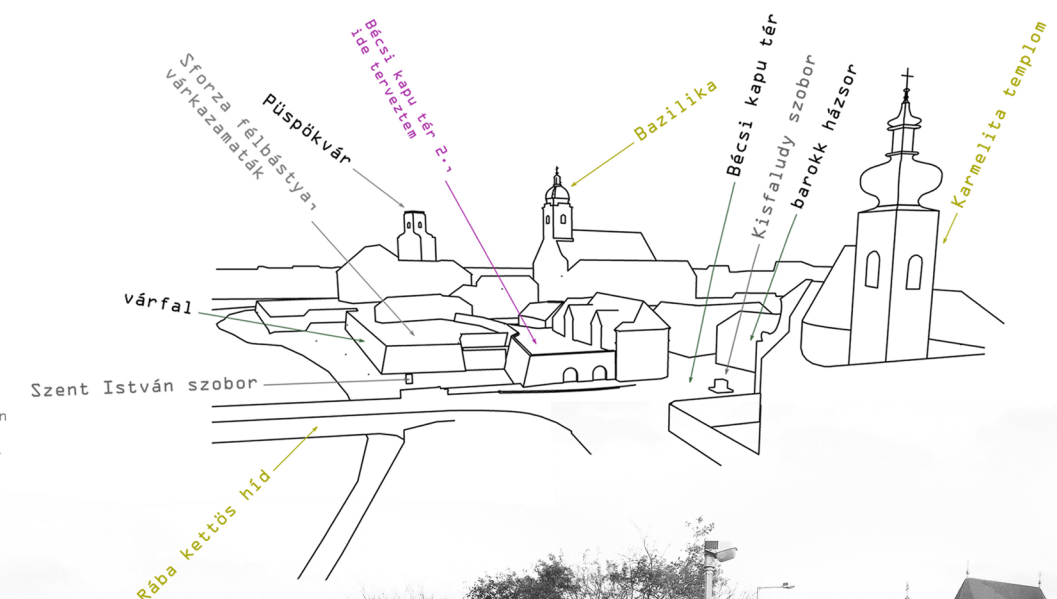 Sforza félbástya,
várkazamaták
Püspökvár
Bécsi kapu tér 2.,
ide terveztem
Bazilika
Bécsi kapu tér
Kisfaludy szobor
barokk házsor
Karmelita templom
várfal
Szent István szobor
Rába kettös híd